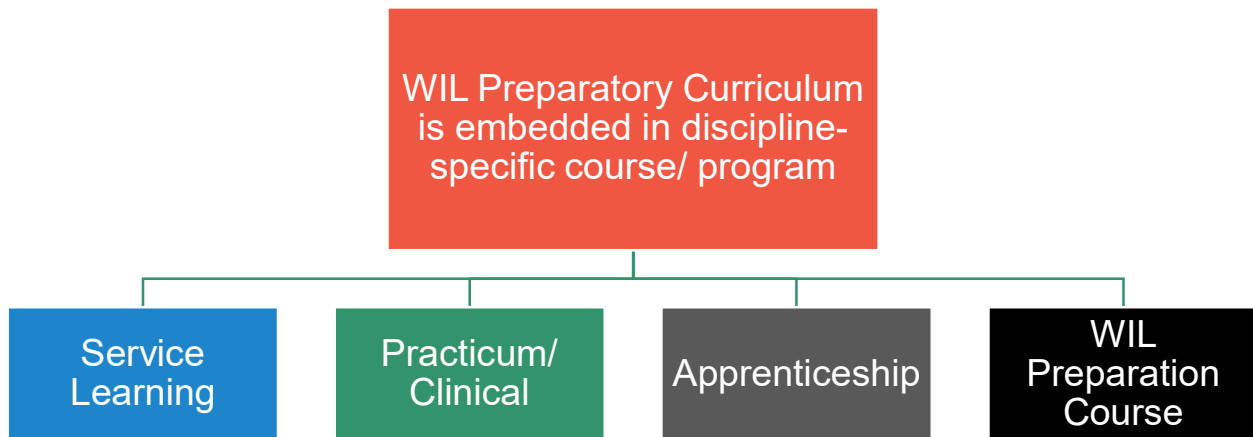 WIL Preparatory Curriculum
is embedded in discipline-
specific course/ program
Service
Learning
Practicum/
Clinical
Apprenticeship
WIL
Preparation
Course